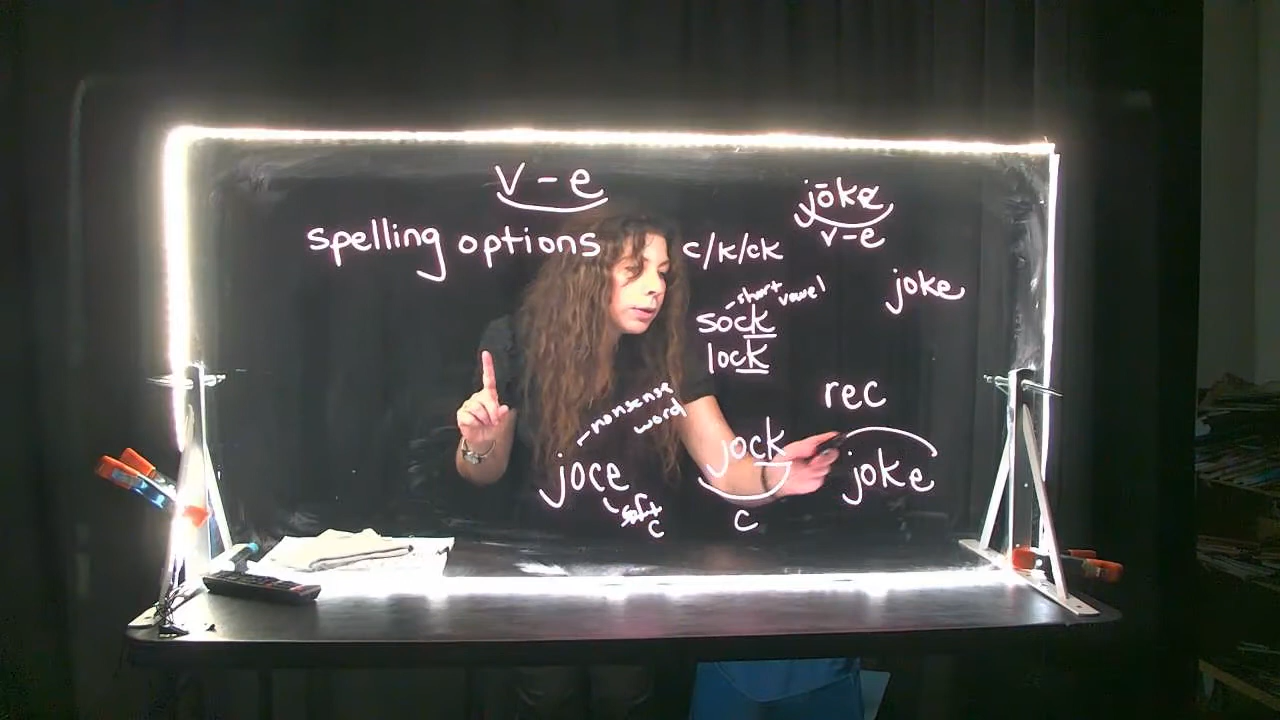 v-e
spelling options
c/k/ck
jōke
v-e
joke
short vowel
sock
lock
rec
nonsense word
joce
soft c
jock
c
joke